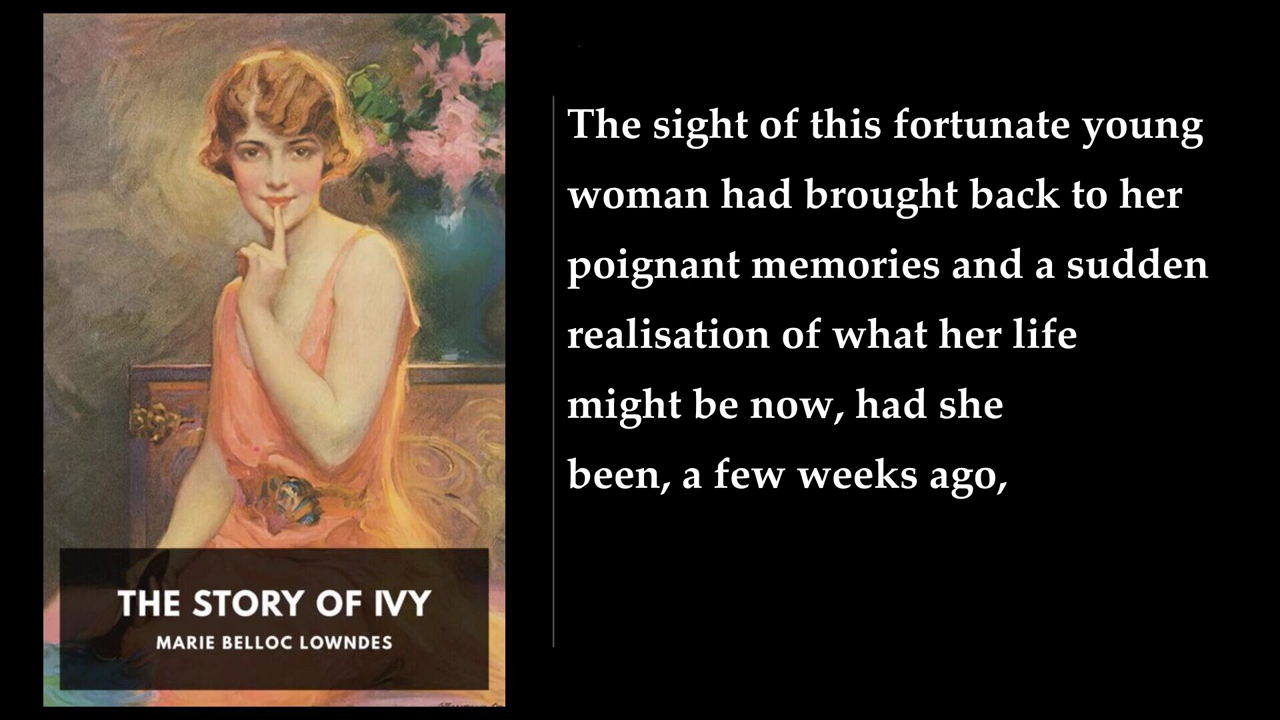 THE STORY OF IVY
MARIE BELLOC LOWNDES
The sight of this fortunate young
woman had brought back to her
poignant memories and a sudden
realisation of what her life
might be now, had she
been, a few weeks ago,